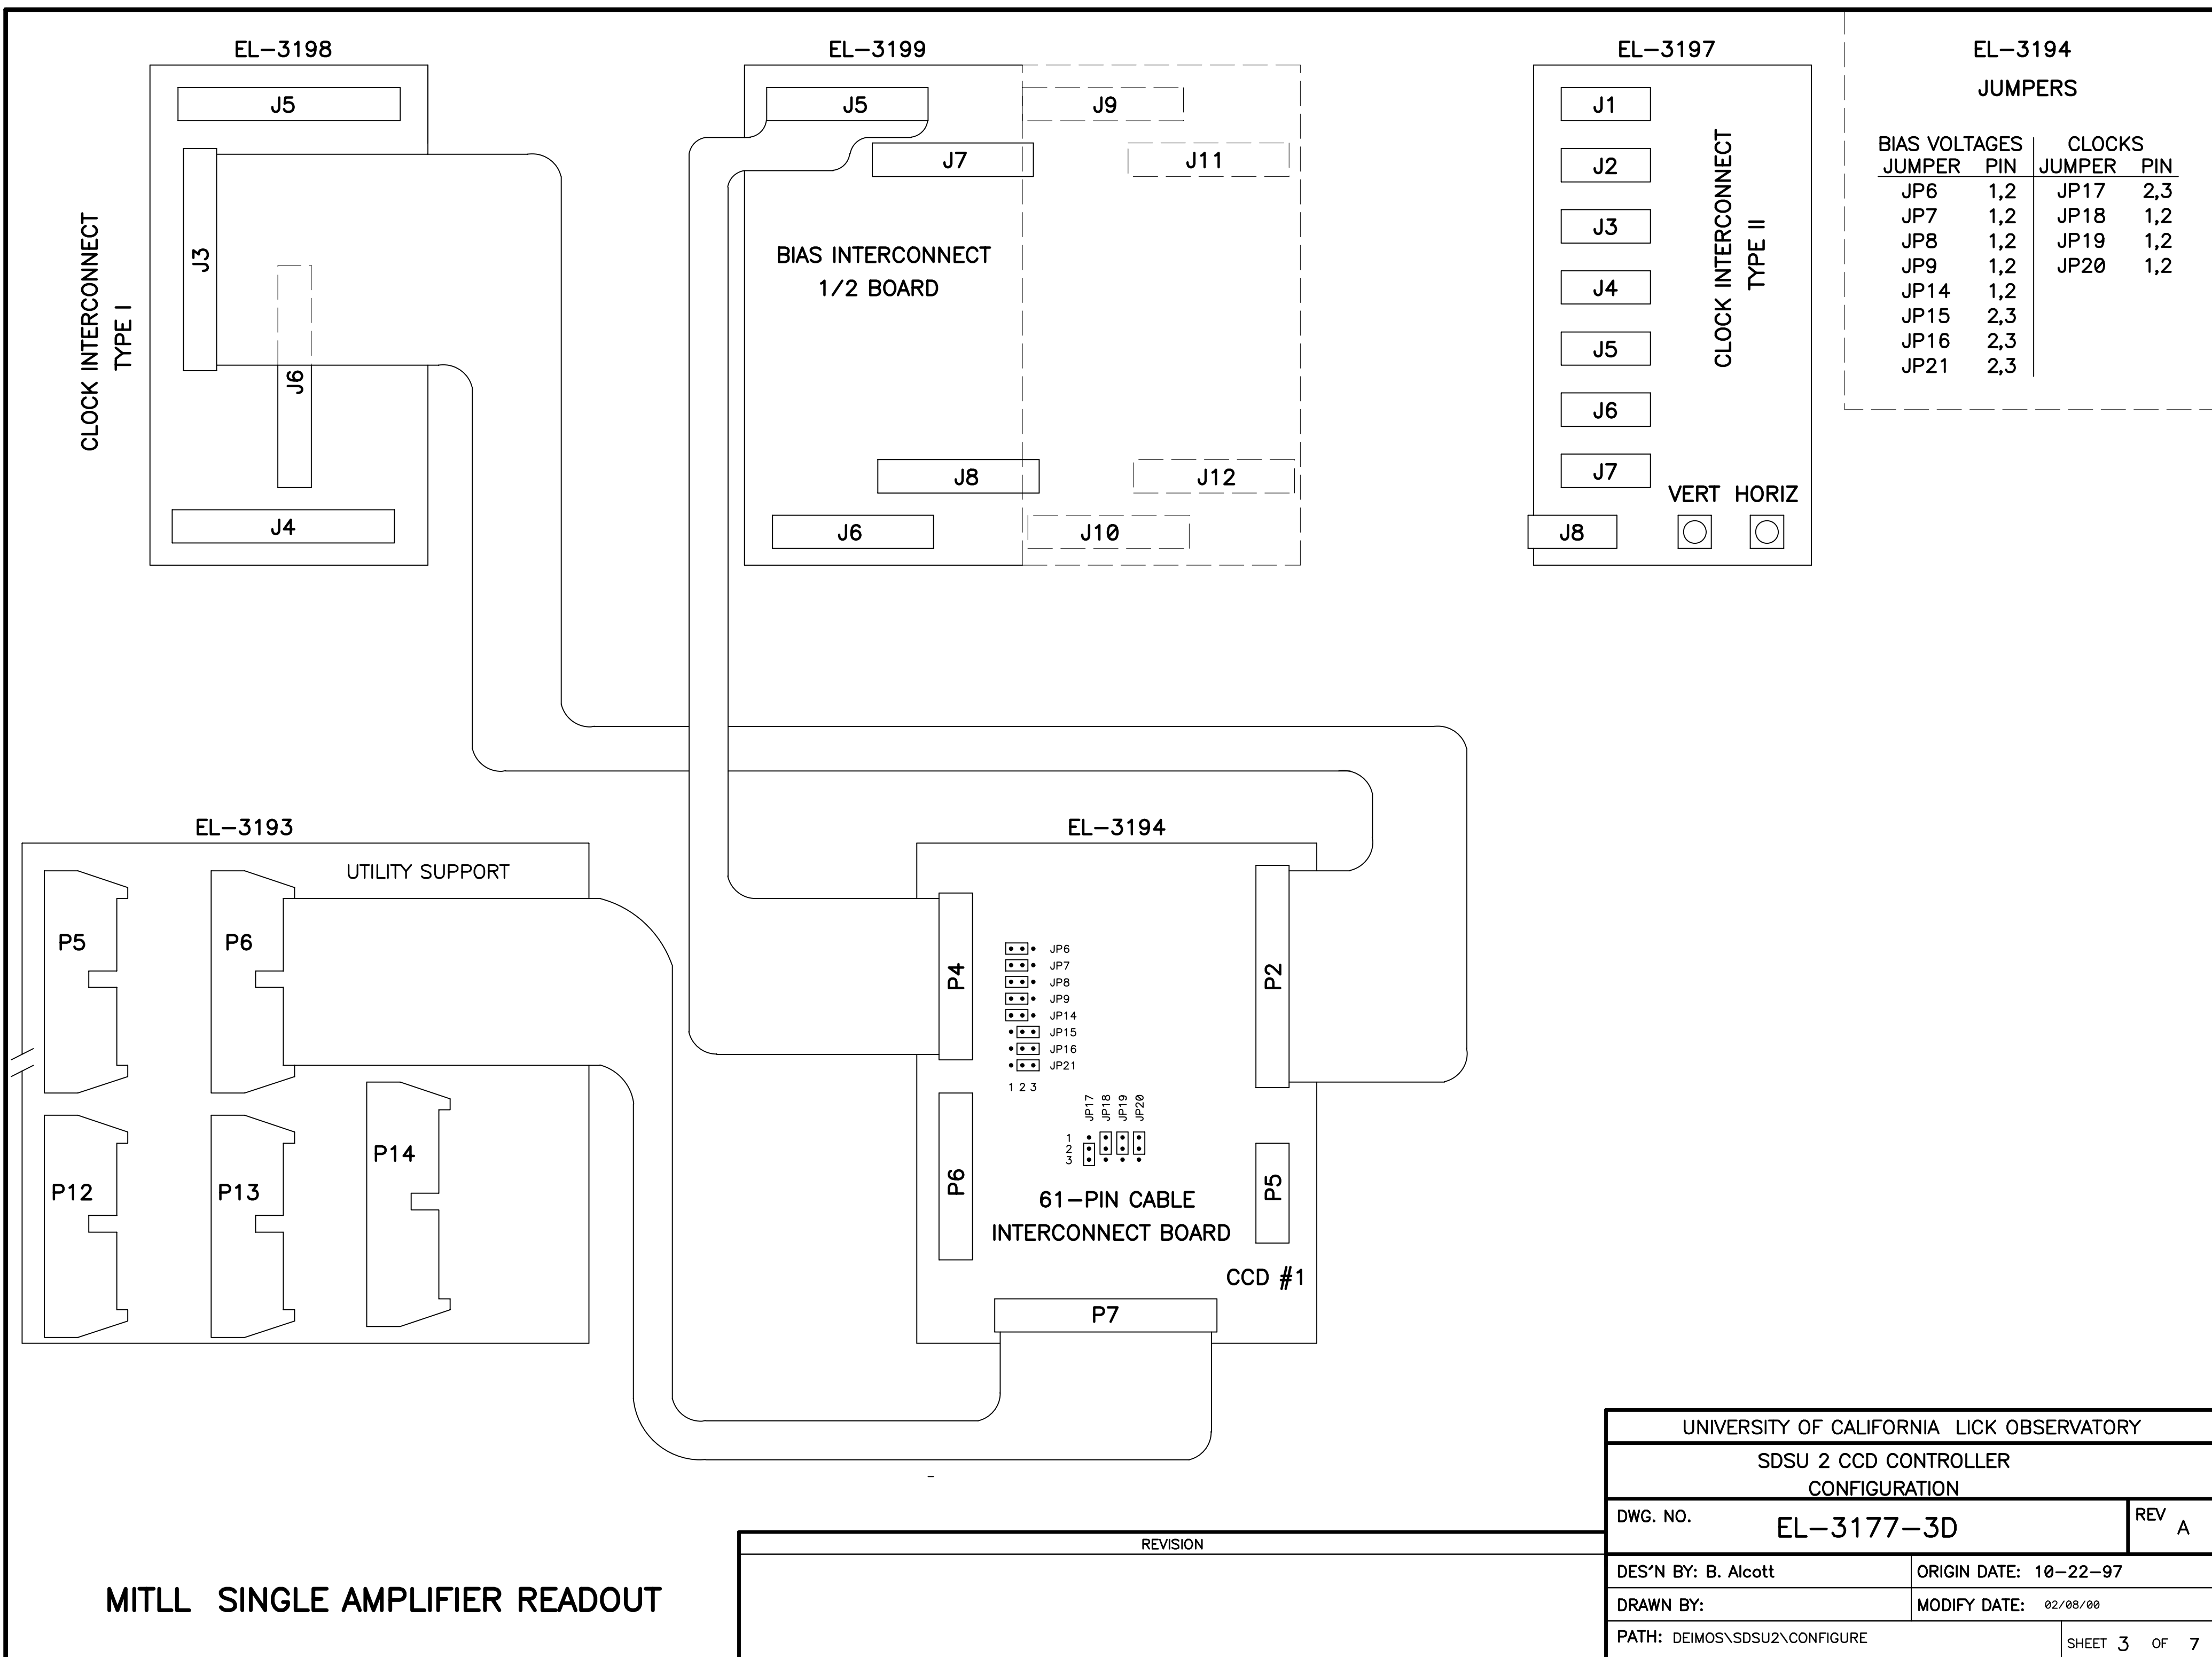 EL-3198
J5
J3
J6
J4
CLOCK INTERCONNECT
TYPE I
EL-3199
J5
J9
J7
J11
BIAS INTERCONNECT
1/2 BOARD
J8
J12
J6
J10
EL-3197
J1
J2
J3
J4
J5
J6
J7
J8
CLOCK INTERCONNECT
TYPE II
VERT HORIZ
EL-3194
JUMPERS
BIAS VOLTAGES CLOCKS
JUMPER PIN JUMPER PIN
JP6 1,2 JP17 2,3
JP7 1,2 JP18 1,2
JP8 1,2 JP19 1,2
JP9 1,2 JP20 1,2
JP14 1,2
JP15 2,3
JP16 2,3
JP21 2,3
EL-3193
UTILITY SUPPORT
P5
P6
P12
P13
P14
EL-3194
P4
P2
JP6
JP7
JP8
JP9
JP14
JP15
JP16
JP21
1 2 3
JP17
JP18
JP19
JP20
1
2
3
P6
P5
61-PIN CABLE
INTERCONNECT BOARD
CCD #1
P7
MITLL SINGLE AMPLIFIER READOUT
REVISION
UNIVERSITY OF CALIFORNIA LICK OBSERVATORY
SDSU 2 CCD CONTROLLER
CONFIGURATION
DWG. NO. EL-3177-3D REV A
DES'N BY: B. Alcott ORIGIN DATE: 10-22-97
DRAWN BY: MODIFY DATE: 02/08/00
PATH: DEIMOS\SDSU2\CONFIGURE SHEET 3 OF 7